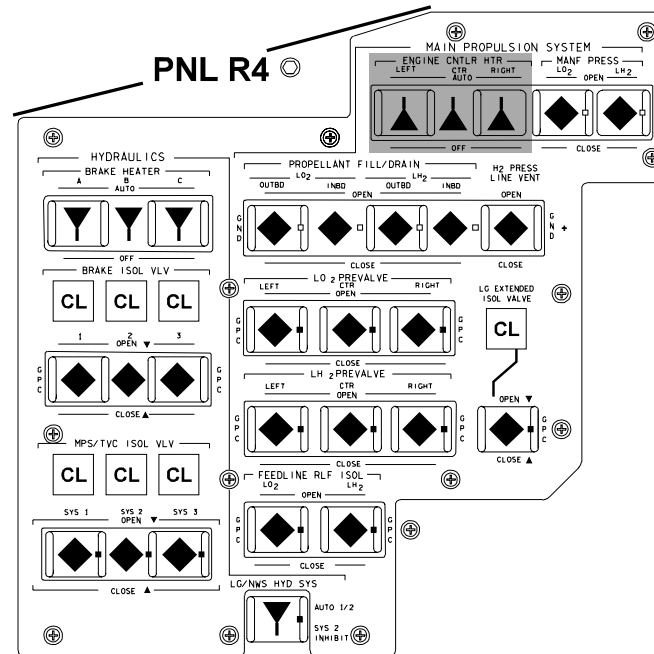 PNL R4
MAIN PROPULSION SYSTEM
ENGINE CNTLR HTR
LEFT CTR RIGHT
AUTO
OFF
MANF PRESS
LO2 LH2
OPEN
CLOSE
HYDRAULICS
BRAKE HEATER
A B C
AUTO
OFF
BRAKE ISOL VLV
CL CL CL
1 2 3
OPEN ▼
GPC GPC
CLOSE ▲
MPS/TVC ISOL VLV
CL CL CL
SYS 1 SYS 2 SYS 3
OPEN ▼
CLOSE ▲
PROPELLANT FILL/DRAIN
LO2 LH2
OUTBD INBD OUTBD INBD
OPEN
GND
CLOSE CLOSE
H2 PRESS
LINE VENT
OPEN
GND +
CLOSE
LO2 PREVALVE
LEFT CTR RIGHT
OPEN
GPC GPC
CLOSE
LH2 PREVALVE
LEFT CTR RIGHT
OPEN
GPC GPC
CLOSE
LG EXTENDED
ISOL VALVE
CL
OPEN ▼
GPC
CLOSE ▲
FEEDLINE RLF ISOL
LO2 LH2
OPEN
GPC GPC
CLOSE
LG/NWS HYD SYS
AUTO 1/2
SYS 2
INHIBIT